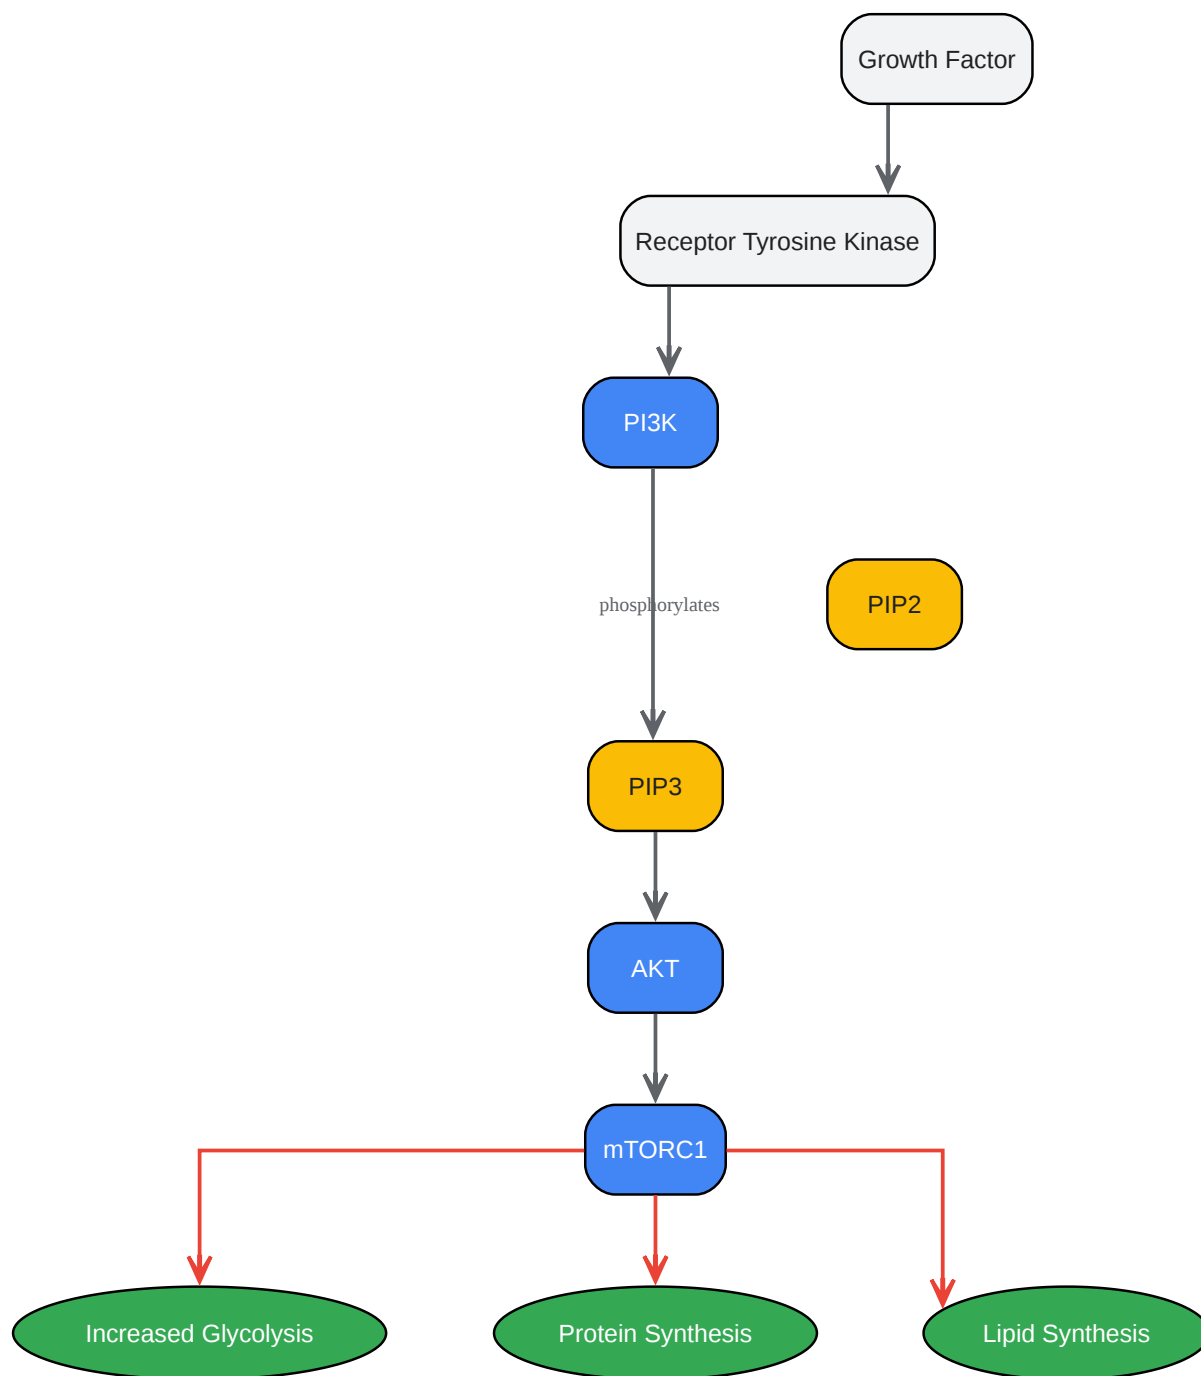 Growth Factor
Receptor Tyrosine Kinase
PI3K
phosphorylates
PIP2
PIP3
AKT
mTORC1
Increased Glycolysis
Protein Synthesis
Lipid Synthesis